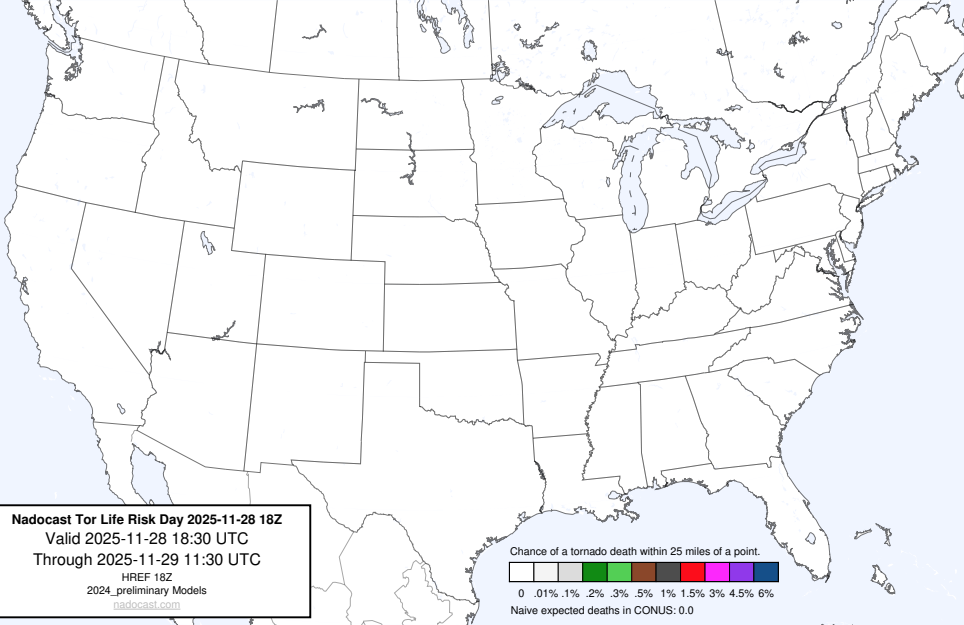 Nadocast Tor Life Risk Day 2025-11-28 18Z
Valid 2025-11-28 18:30 UTC
Through 2025-11-29 11:30 UTC
HREF 18Z
2024_preliminary Models
nadocast.com
Chance of a tornado death within 25 miles of a point.
0 .01% .1% .2% .3% .5% 1% 1.5% 3% 4.5% 6%
Naive expected deaths in CONUS: 0.0